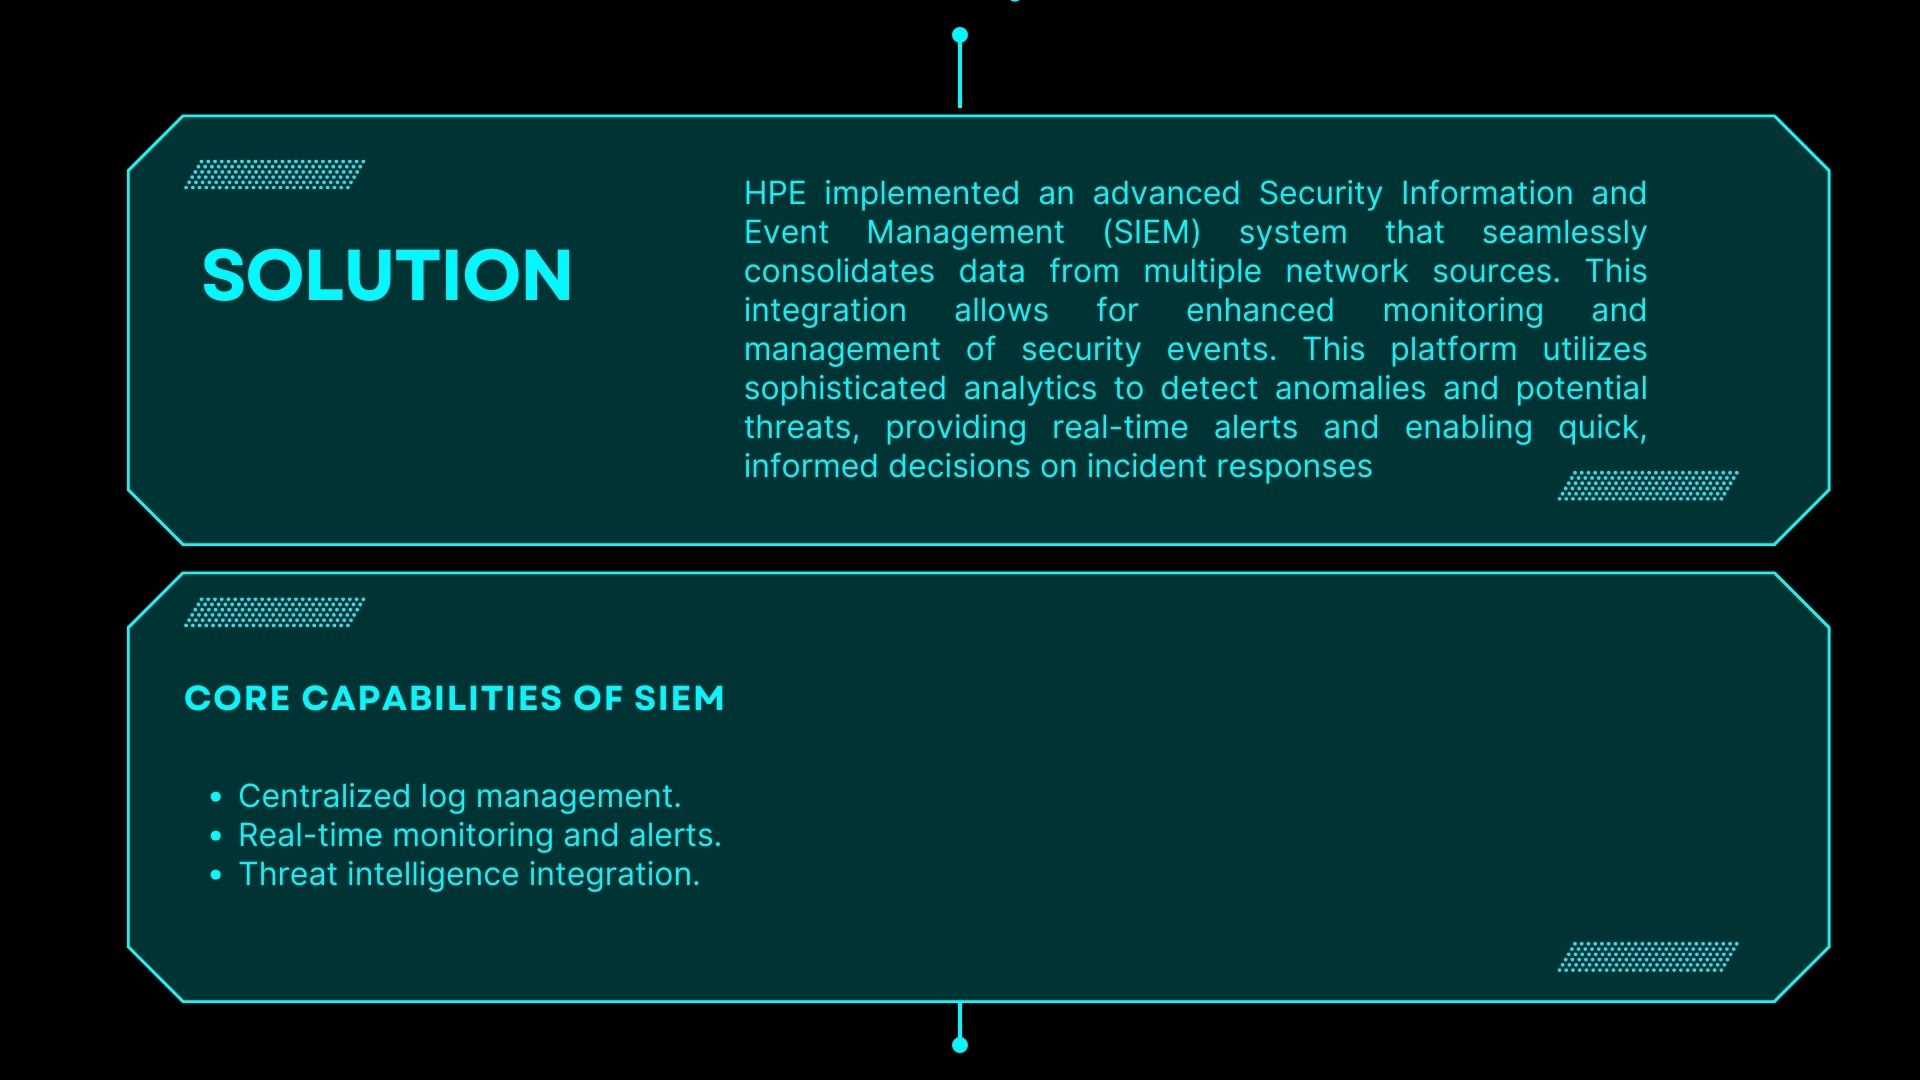 SOLUTION
HPE implemented an advanced Security Information and
Event Management (SIEM) system that seamlessly
consolidates data from multiple network sources. This
integration allows for enhanced monitoring and
management of security events. This platform utilizes
sophisticated analytics to detect anomalies and potential
threats, providing real-time alerts and enabling quick,
informed decisions on incident responses
CORE CAPABILITIES OF SIEM
• Centralized log management.
• Real-time monitoring and alerts.
• Threat intelligence integration.